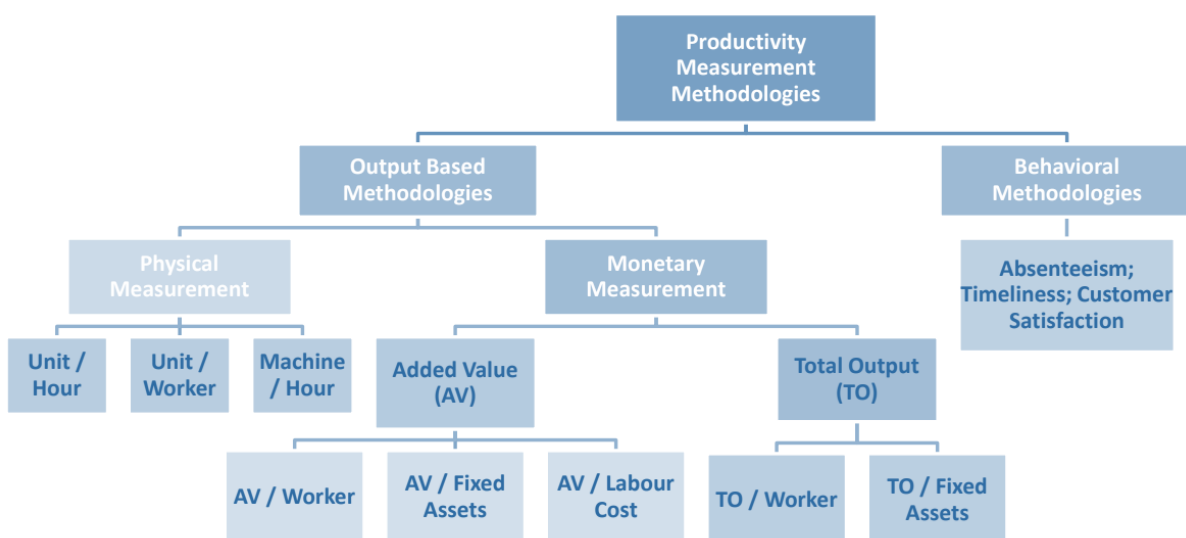 Productivity
Measurement
Methodologies
Output Based
Methodologies
Behavioral
Methodologies
Physical
Measurement
Monetary
Measurement
Absenteeism;
Timeliness; Customer
Satisfaction
Unit /
Hour
Unit /
Worker
Machine
/ Hour
Added Value
(AV)
Total Output
(TO)
AV / Worker
AV / Fixed
Assets
AV / Labour
Cost
TO / Worker
TO / Fixed
Assets